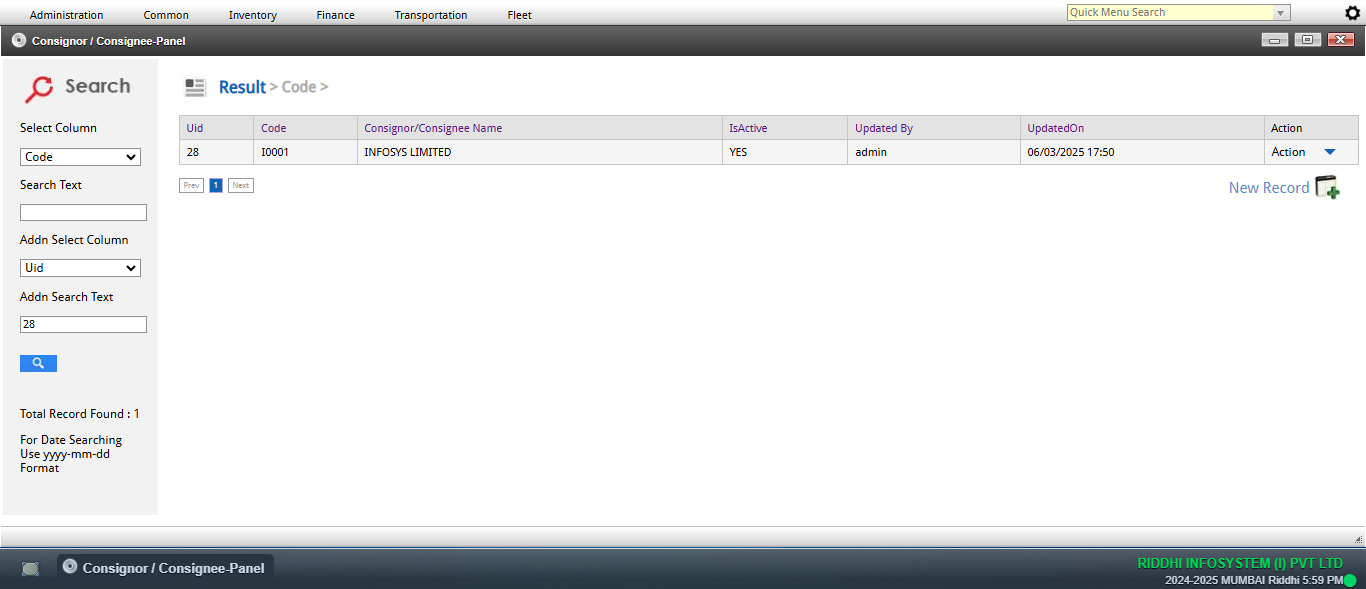 Administration Common Inventory Finance Transportation Fleet Quick Menu Search
Consignor / Consignee-Panel
Search
Select Column
Code
Search Text
Addn Select Column
Uid
Addn Search Text
28
Total Record Found : 1
For Date Searching
Use yyyy-mm-dd
Format
Result > Code >
Uid Code Consignor/Consignee Name IsActive Updated By UpdatedOn Action
28 I0001 INFOSYS LIMITED YES admin 06/03/2025 17:50 Action
Prev 1 Next
New Record
Consignor / Consignee-Panel
RIDDHI INFOSYSTEM (I) PVT LTD
2024-2025 MUMBAI Riddhi 5:59 PM